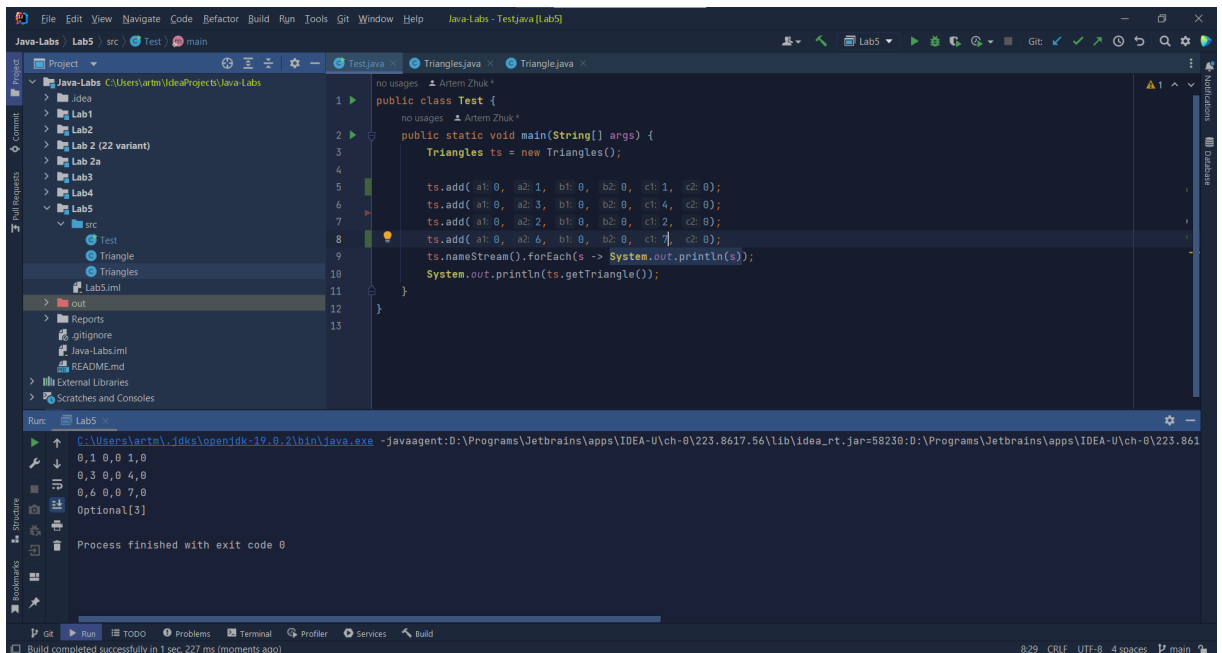 File Edit View Navigate Code Refactor Build Run Tools Git Window Help Java-Labs - Test.java [Lab5]
Java-Labs Lab5 src Test main Lab5 Git:
Project
Test.java Triangles.java Triangle.java
Java-Labs C:\Users\artm\IdeaProjects\Java-Labs
.idea
Lab1
Lab2
Lab 2 (22 variant)
Lab 2a
Lab3
Lab4
Lab5
src
Test
Triangle
Triangles
Lab5.iml
out
Reports
.gitignore
Java-Labs.iml
README.md
External Libraries
Scratches and Consoles
no usages Artem Zhuk *
1 public class Test {
no usages Artem Zhuk *
2 public static void main(String[] args) {
3 Triangles ts = new Triangles();
4
5 ts.add( a1: 0, a2: 1, b1: 0, b2: 0, c1: 1, c2: 0);
6 ts.add( a1: 0, a2: 3, b1: 0, b2: 0, c1: 4, c2: 0);
7 ts.add( a1: 0, a2: 2, b1: 0, b2: 0, c1: 2, c2: 0);
8 ts.add( a1: 0, a2: 6, b1: 0, b2: 0, c1: 7, c2: 0);
9 ts.nameStream().forEach(s -> System.out.println(s));
10 System.out.println(ts.getTriangle());
11 }
12 }
13
1
Project
Commit
Pull Requests
Structure
Bookmarks
Notifications
Database
Run: Lab5
C:\Users\artm\.jdks\openjdk-19.0.2\bin\java.exe -javaagent:D:\Programs\Jetbrains\apps\IDEA-U\ch-0\223.8617.56\lib\idea_rt.jar=58230:D:\Programs\Jetbrains\apps\IDEA-U\ch-0\223.861
0,1 0,0 1,0
0,3 0,0 4,0
0,6 0,0 7,0
Optional[3]
Process finished with exit code 0
Git Run TODO Problems Terminal Profiler Services Build
Build completed successfully in 1 sec, 227 ms (moments ago) 8:29 CRLF UTF-8 4 spaces main